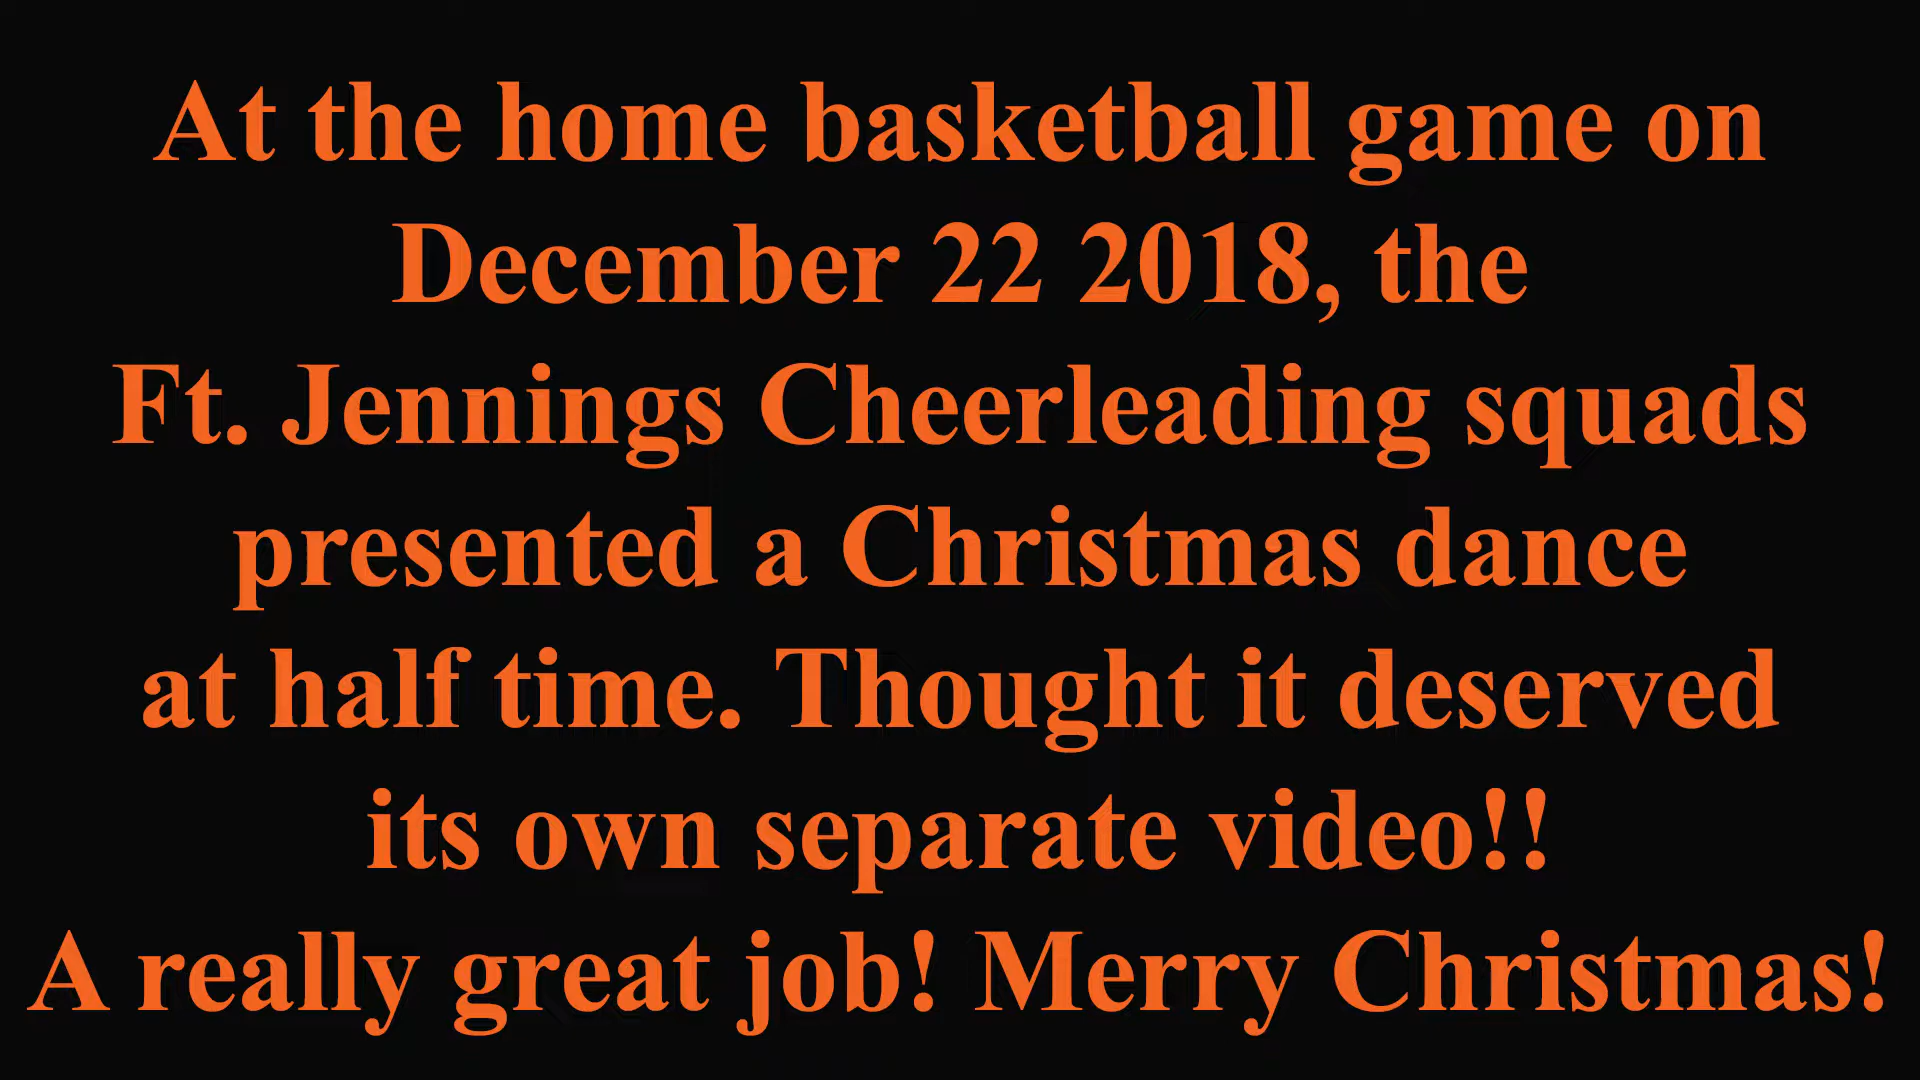 At the home basketball game on
December 22 2018, the
Ft. Jennings Cheerleading squads
presented a Christmas dance
at half time. Thought it deserved
its own separate video!!
A really great job! Merry Christmas!